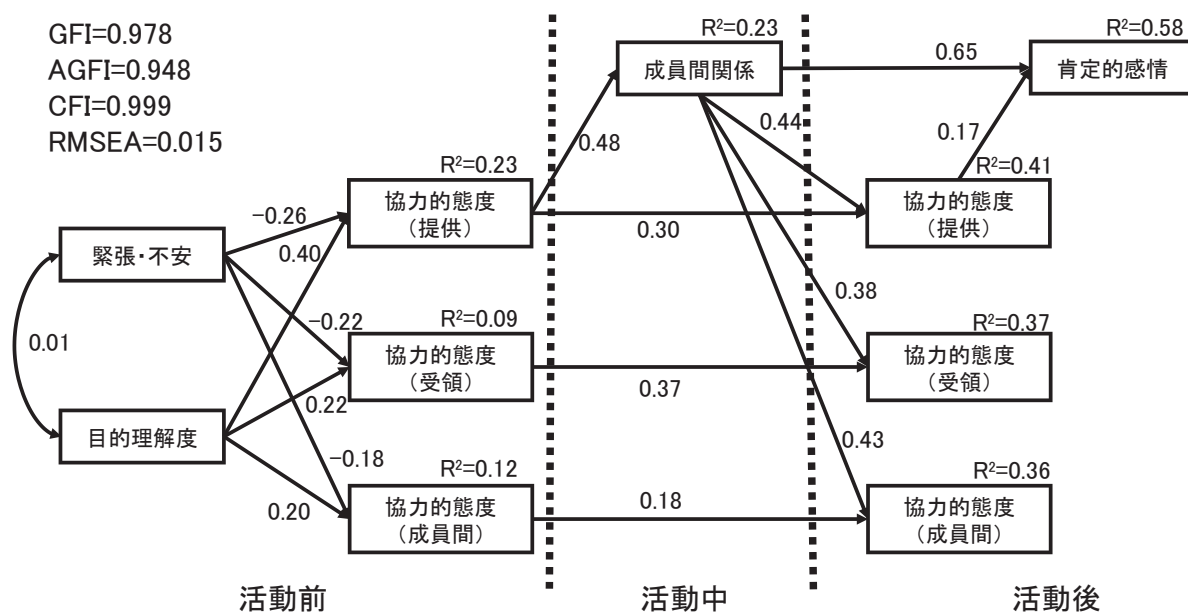 GFI=0.978
AGFI=0.948
CFI=0.999
RMSEA=0.015
R²=0.23
成員間関係
R²=0.58
肯定的感情
0.65
0.48
0.44
0.17
R²=0.23
協力的態度
（提供）
R²=0.41
協力的態度
（提供）
0.30
−0.26
0.40
緊張・不安
0.01
目的理解度
−0.22
0.22
−0.18
0.20
R²=0.09
協力的態度
（受領）
0.37
0.38
R²=0.37
協力的態度
（受領）
R²=0.12
協力的態度
（成員間）
0.18
0.43
R²=0.36
協力的態度
（成員間）
活動前
活動中
活動後